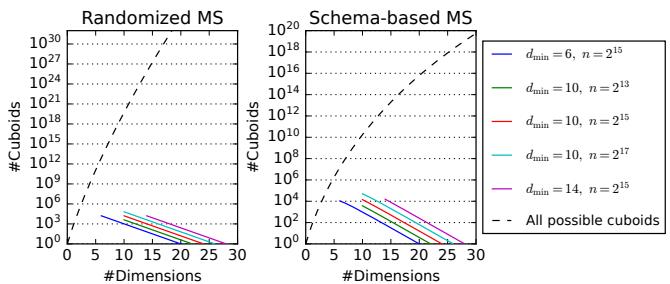 Randomized MS
Schema-based MS
#Cuboids
10^30
10^27
10^24
10^21
10^18
10^15
10^12
10^9
10^6
10^3
10^0
0 5 10 15 20 25 30
#Dimensions
#Cuboids
10^20
10^18
10^16
10^14
10^12
10^10
10^8
10^6
10^4
10^2
10^0
0 5 10 15 20 25 30
#Dimensions
d_min = 6, n = 2^15
d_min = 10, n = 2^13
d_min = 10, n = 2^15
d_min = 10, n = 2^17
d_min = 14, n = 2^15
All possible cuboids